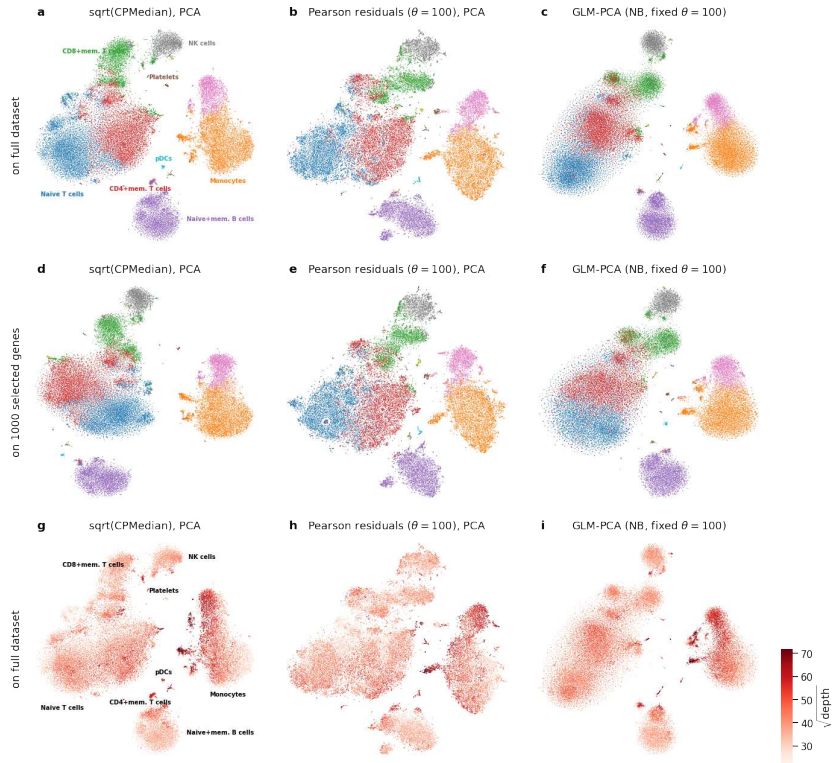 a sqrt(CPMedian), PCA
b Pearson residuals (θ = 100), PCA
c GLM-PCA (NB, fixed θ = 100)
on full dataset
CD8+mem. T cells
NK cells
Platelets
pDCs
Monocytes
Naive T cells
CD4+mem. T cells
Naive+mem. B cells
d sqrt(CPMedian), PCA
e Pearson residuals (θ = 100), PCA
f GLM-PCA (NB, fixed θ = 100)
on 1000 selected genes
g sqrt(CPMedian), PCA
h Pearson residuals (θ = 100), PCA
i GLM-PCA (NB, fixed θ = 100)
on full dataset
CD8+mem. T cells
NK cells
Platelets
pDCs
Monocytes
Naive T cells
CD4+mem. T cells
Naive+mem. B cells
70
60
50
40
30
√depth